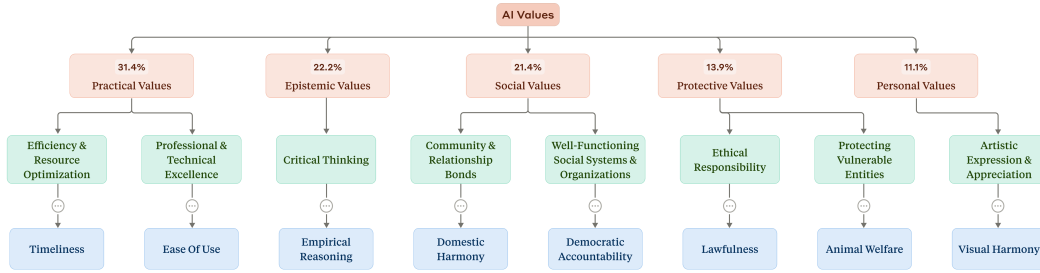 AI Values
31.4%
Practical Values
22.2%
Epistemic Values
21.4%
Social Values
13.9%
Protective Values
11.1%
Personal Values
Efficiency &
Resource
Optimization
Professional &
Technical
Excellence
Critical Thinking
Community &
Relationship
Bonds
Well-Functioning
Social Systems &
Organizations
Ethical
Responsibility
Protecting
Vulnerable
Entities
Artistic
Expression &
Appreciation
Timeliness
Ease Of Use
Empirical
Reasoning
Domestic
Harmony
Democratic
Accountability
Lawfulness
Animal Welfare
Visual Harmony